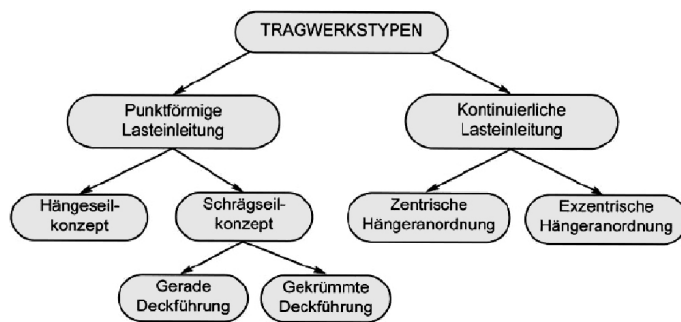 TRAGWERKSTYPEN
Punktförmige
Lasteinleitung
Kontinuierliche
Lasteinleitung
Hängeseil-
konzept
Schrägseil-
konzept
Zentrische
Hängeranordnung
Exzentrische
Hängeranordnung
Gerade
Deckführung
Gekrümmte
Deckführung